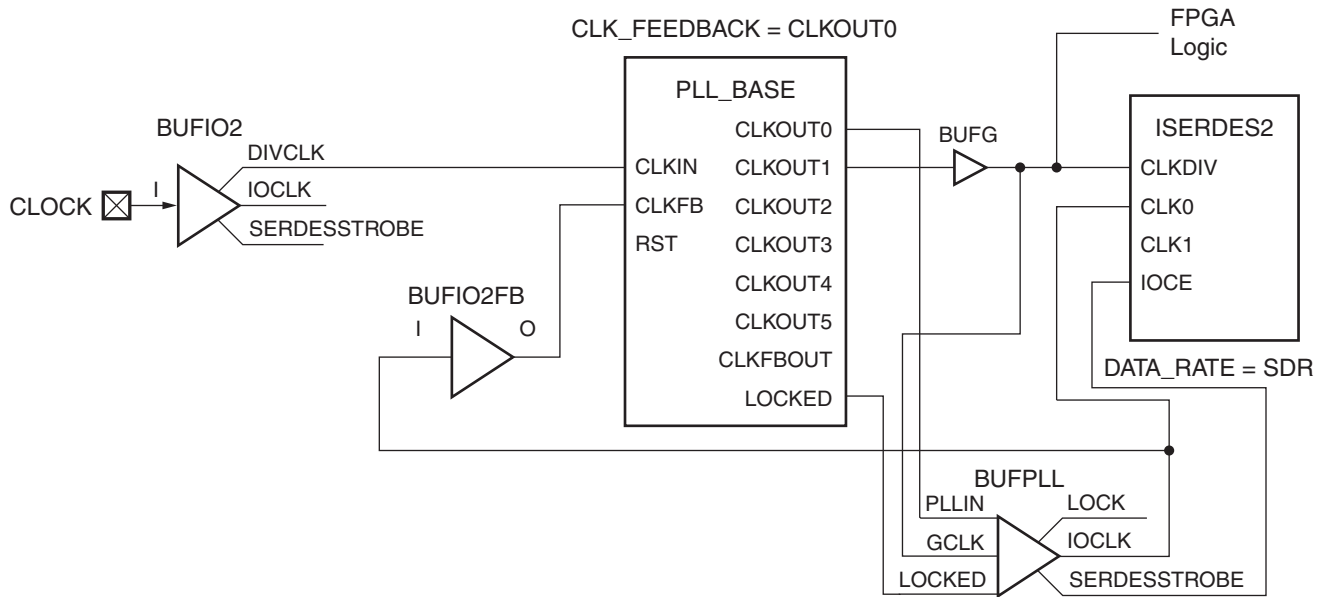 CLK_FEEDBACK = CLKOUT0
FPGA
Logic
BUFIO2
DIVCLK
I
IOCLK
SERDESSTROBE
CLOCK
PLL_BASE
CLKIN
CLKFB
RST
CLKOUT0
CLKOUT1
CLKOUT2
CLKOUT3
CLKOUT4
CLKOUT5
CLKFBOUT
LOCKED
BUFG
ISERDES2
CLKDIV
CLK0
CLK1
IOCE
DATA_RATE = SDR
BUFIO2FB
I
O
BUFPLL
PLLIN
GCLK
LOCKED
LOCK
IOCLK
SERDESSTROBE